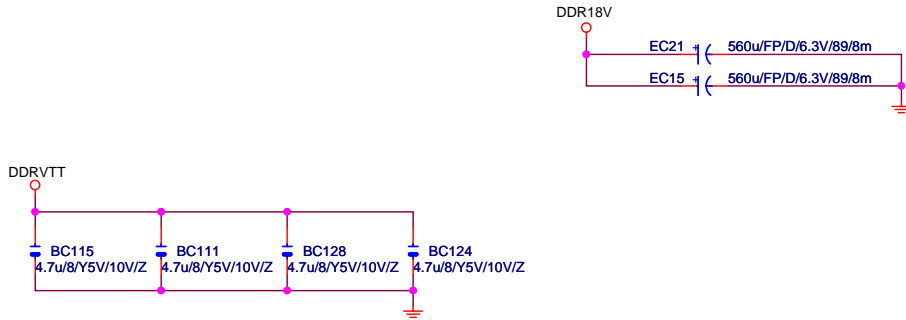 DDR18V
EC21 + 560u/FP/D/6.3V/89/8m
EC15 + 560u/FP/D/6.3V/89/8m
DDRVTT
BC115 BC111 BC128 BC124
4.7u/8/Y5V/10V/Z 4.7u/8/Y5V/10V/Z 4.7u/8/Y5V/10V/Z 4.7u/8/Y5V/10V/Z